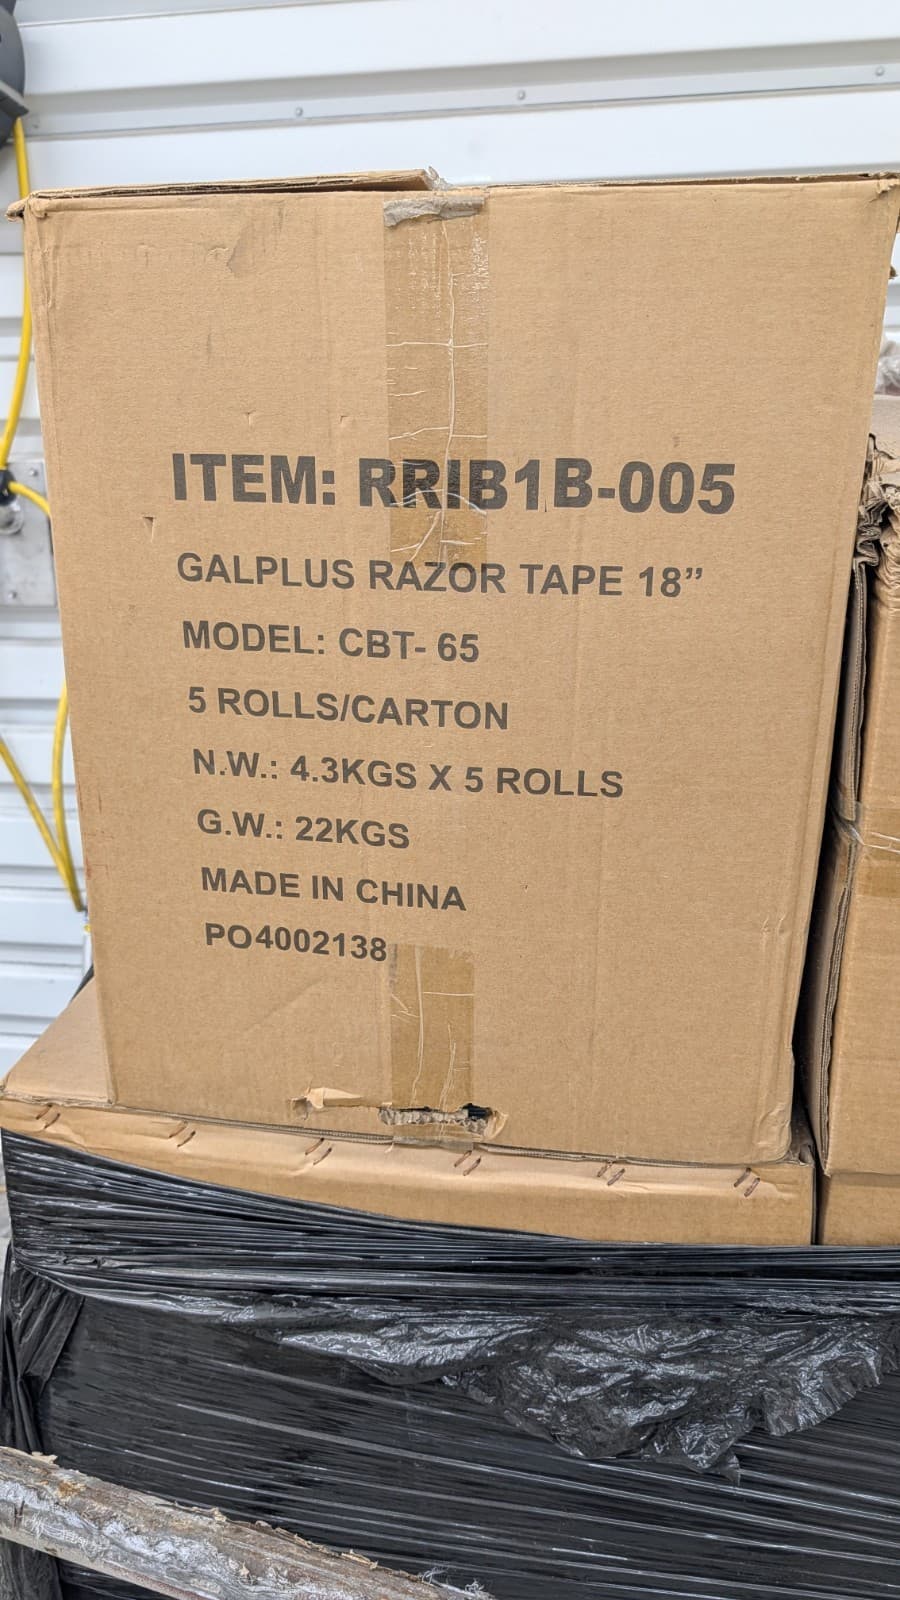 ITEM: RRIB1B-005
GALPLUS RAZOR TAPE 18”
MODEL: CBT- 65
5 ROLLS/CARTON
N.W.: 4.3KGS X 5 ROLLS
G.W.: 22KGS
MADE IN CHINA
PO4002138